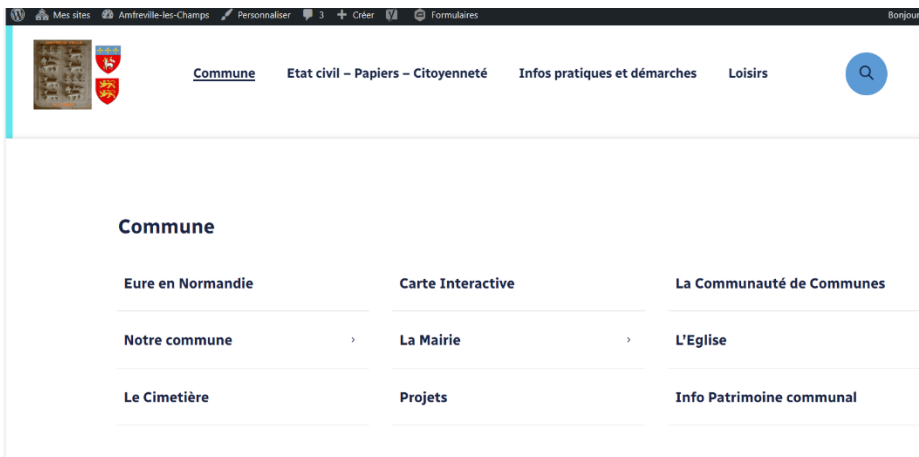 Mes sites Amfreville-les-Champs Personnaliser 3 Créer Formulaires Bonjour
Commune Etat civil – Papiers – Citoyenneté Infos pratiques et démarches Loisirs
Commune
Eure en Normandie Carte Interactive La Communauté de Communes
Notre commune La Mairie L'Eglise
Le Cimetière Projets Info Patrimoine communal